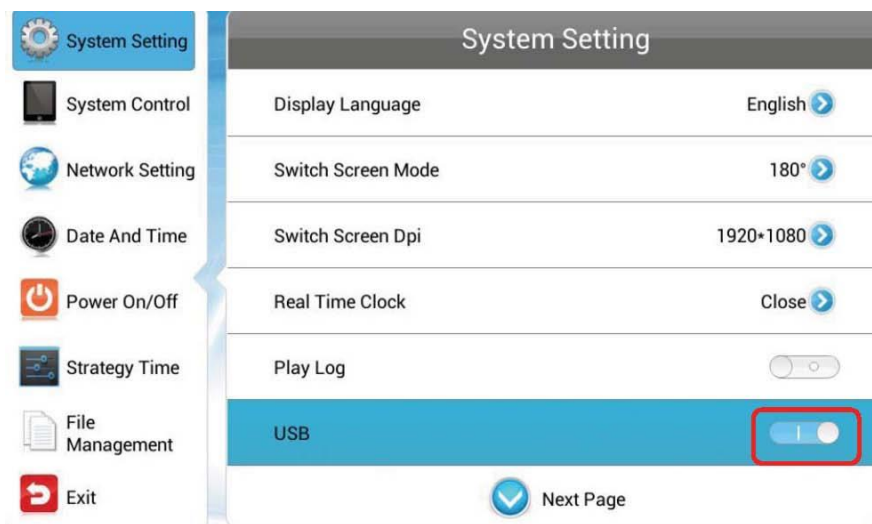 System Setting
System Control
Network Setting
Date And Time
Power On/Off
Strategy Time
File
Management
Exit
System Setting
Display Language English
Switch Screen Mode 180°
Switch Screen Dpi 1920*1080
Real Time Clock Close
Play Log
USB
Next Page